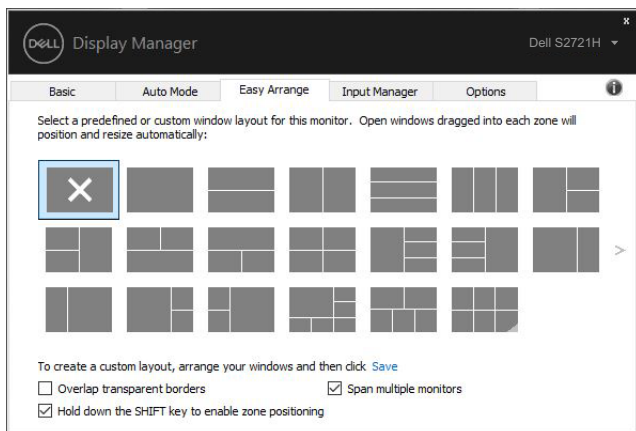 x
DELL Display Manager Dell S2721H
Basic Auto Mode Easy Arrange Input Manager Options i
Select a predefined or custom window layout for this monitor. Open windows dragged into each zone will
position and resize automatically:
>
To create a custom layout, arrange your windows and then click Save
Overlap transparent borders Span multiple monitors
Hold down the SHIFT key to enable zone positioning